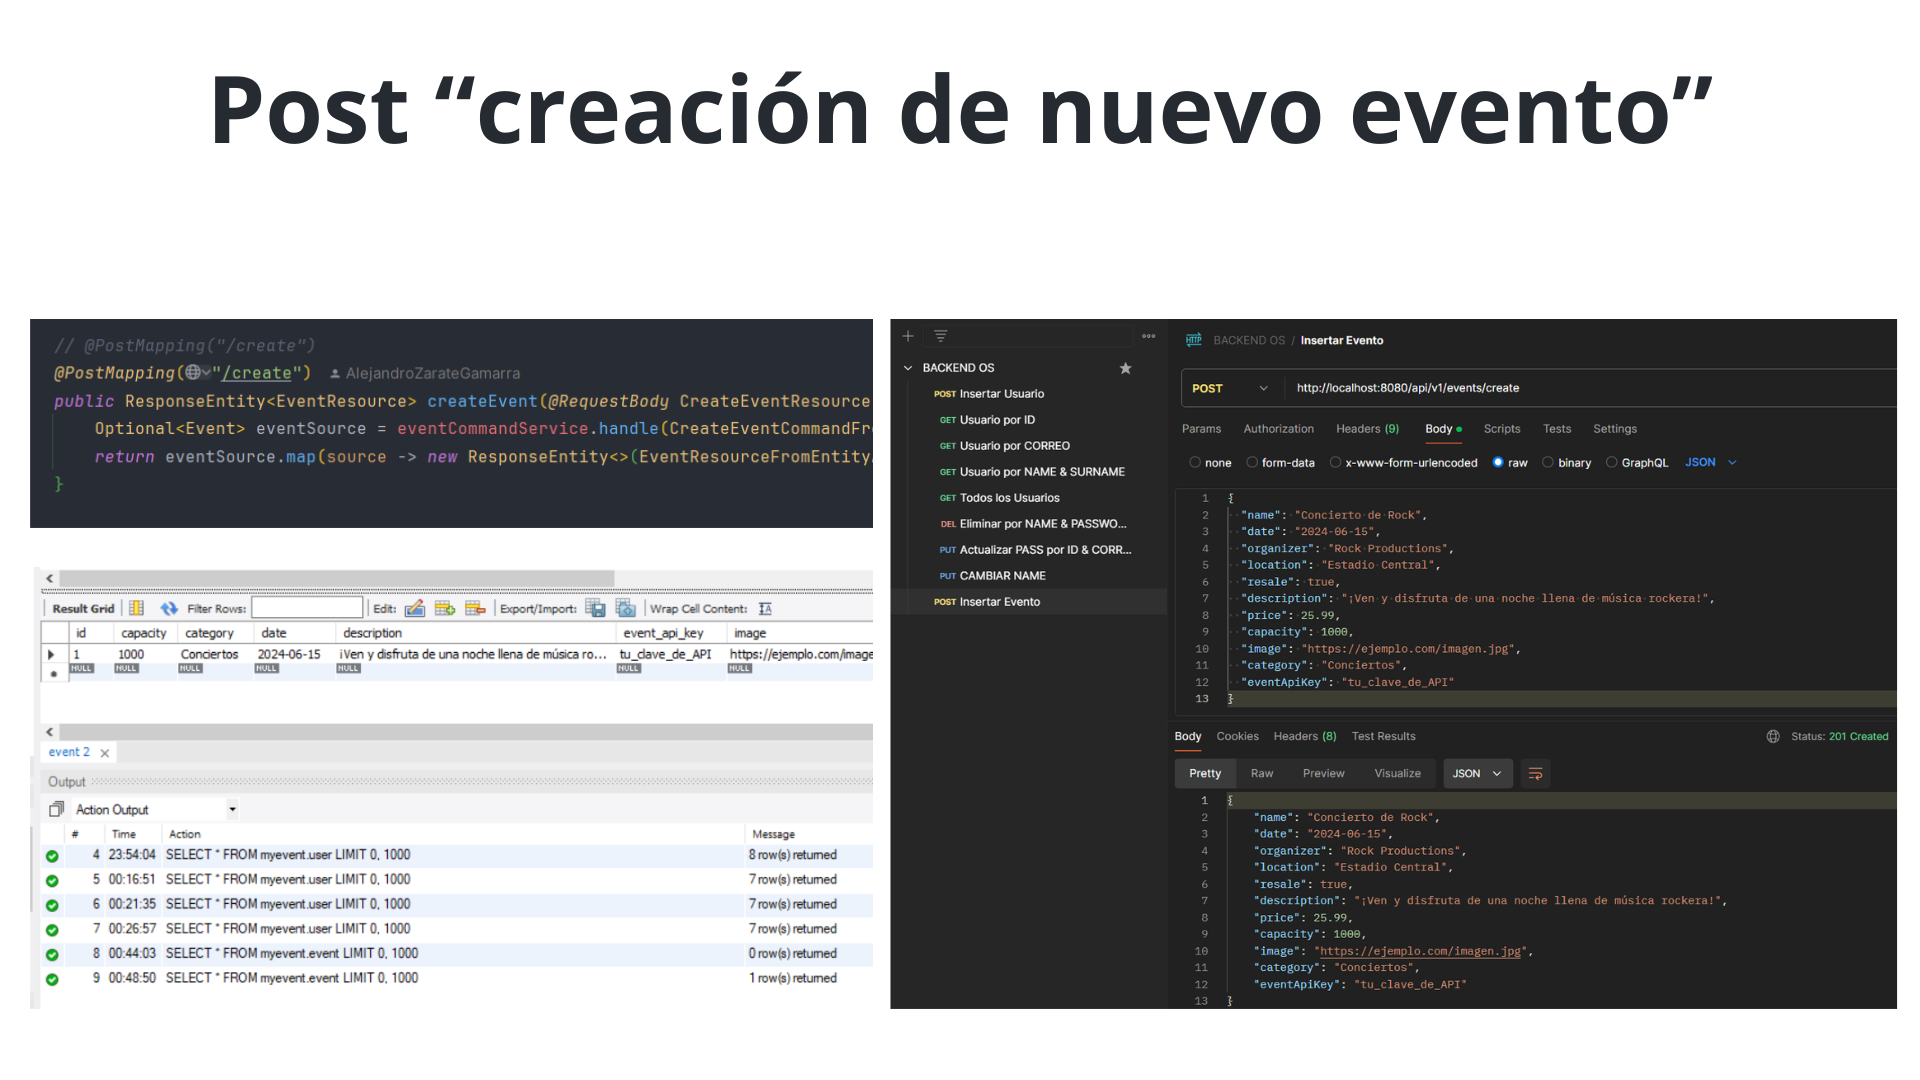 Post “creación de nuevo evento”
// @PostMapping("/create")
@PostMapping("/create") AlejandroZarateGamarra
public ResponseEntity<EventResource> createEvent(@RequestBody CreateEventResource
Optional<Event> eventSource = eventCommandService.handle(CreateEventCommandFr
return eventSource.map(source -> new ResponseEntity<>(EventResourceFromEntity
}
Result Grid Filter Rows: Edit: Export/Import: Wrap Cell Content: IA
id capacity category date description event_api_key image
1 1000 Conciertos 2024-06-15 ¡Ven y disfruta de una noche llena de música ro... tu_clave_de_API https://ejemplo.com/image
NULL NULL NULL NULL NULL NULL NULL
event 2
Output
Action Output
# Time Action Message
4 23:54:04 SELECT * FROM myevent.user LIMIT 0, 1000 8 row(s) returned
5 00:16:51 SELECT * FROM myevent.user LIMIT 0, 1000 7 row(s) returned
6 00:21:35 SELECT * FROM myevent.user LIMIT 0, 1000 7 row(s) returned
7 00:26:57 SELECT * FROM myevent.user LIMIT 0, 1000 7 row(s) returned
8 00:44:03 SELECT * FROM myevent.event LIMIT 0, 1000 0 row(s) returned
9 00:48:50 SELECT * FROM myevent.event LIMIT 0, 1000 1 row(s) returned
BACKEND OS
POST Insertar Usuario
GET Usuario por ID
GET Usuario por CORREO
GET Usuario por NAME & SURNAME
GET Todos los Usuarios
DEL Eliminar por NAME & PASSWO...
PUT Actualizar PASS por ID & CORR...
PUT CAMBIAR NAME
POST Insertar Evento
HTTP BACKEND OS / Insertar Evento
POST http://localhost:8080/api/v1/events/create
Params Authorization Headers (9) Body Scripts Tests Settings
none form-data x-www-form-urlencoded raw binary GraphQL JSON
1 {
2 "name": "Concierto de Rock",
3 "date": "2024-06-15",
4 "organizer": "Rock Productions",
5 "location": "Estadio Central",
6 "resale": true,
7 "description": "¡Ven y disfruta de una noche llena de música rockera!",
8 "price": 25.99,
9 "capacity": 1000,
10 "image": "https://ejemplo.com/imagen.jpg",
11 "category": "Conciertos",
12 "eventApiKey": "tu_clave_de_API"
13 }
Body Cookies Headers (8) Test Results Status: 201 Created
Pretty Raw Preview Visualize JSON
1 {
2 "name": "Concierto de Rock",
3 "date": "2024-06-15",
4 "organizer": "Rock Productions",
5 "location": "Estadio Central",
6 "resale": true,
7 "description": "¡Ven y disfruta de una noche llena de música rockera!",
8 "price": 25.99,
9 "capacity": 1000,
10 "image": "https://ejemplo.com/imagen.jpg",
11 "category": "Conciertos",
12 "eventApiKey": "tu_clave_de_API"
13 }